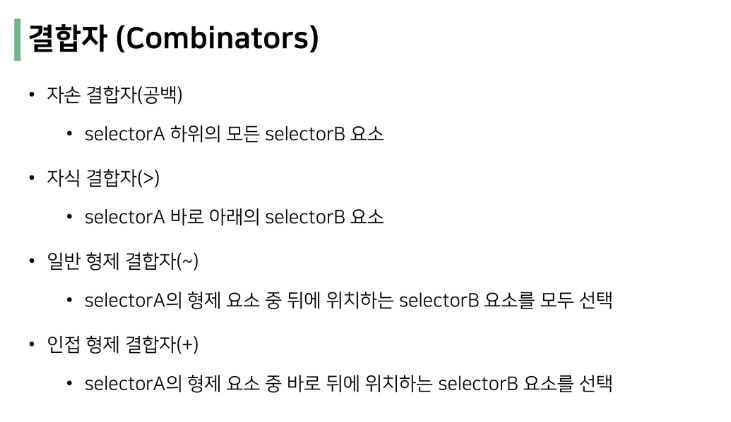 결합자 (Combinators)
• 자손 결합자(공백)
• selectorA 하위의 모든 selectorB 요소
• 자식 결합자(>)
• selectorA 바로 아래의 selectorB 요소
• 일반 형제 결합자(~)
• selectorA의 형제 요소 중 뒤에 위치하는 selectorB 요소를 모두 선택
• 인접 형제 결합자(+)
• selectorA의 형제 요소 중 바로 뒤에 위치하는 selectorB 요소를 선택